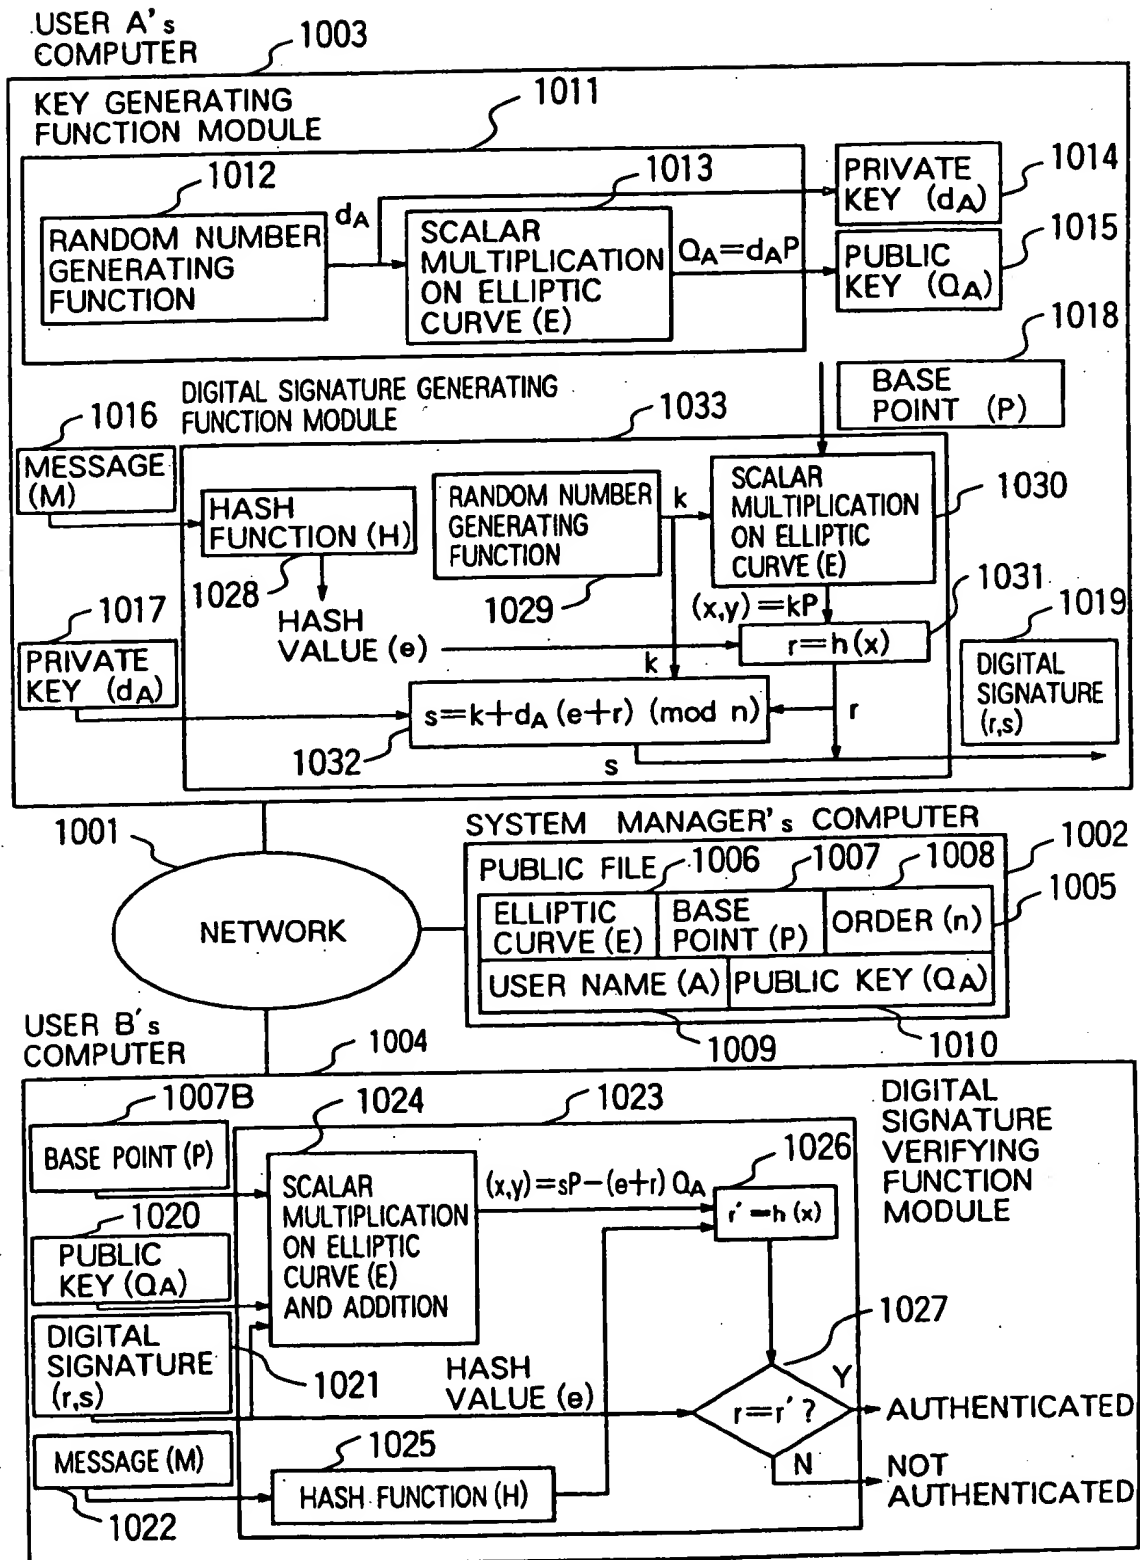 USER A's
COMPUTER
1003
KEY GENERATING
FUNCTION MODULE
1011
1012
1013
1014
RANDOM NUMBER
GENERATING
FUNCTION
dA
SCALAR
MULTIPLICATION
ON ELLIPTIC
CURVE (E)
QA=dAP
PRIVATE
KEY (dA)
1015
PUBLIC
KEY (QA)
1018
BASE
POINT (P)
DIGITAL SIGNATURE GENERATING
FUNCTION MODULE
1033
1016
MESSAGE
(M)
HASH
FUNCTION (H)
1028
RANDOM NUMBER
GENERATING
FUNCTION
1029
k
SCALAR
MULTIPLICATION
ON ELLIPTIC
CURVE (E)
1030
(x,y)=kP
1031
1017
HASH
VALUE (e)
r=h(x)
1019
PRIVATE
KEY (dA)
k
DIGITAL
SIGNATURE
(r,s)
s=k+dA (e+r) (mod n)
r
1032
s
1001
NETWORK
SYSTEM MANAGER's COMPUTER
1002
PUBLIC FILE
1006
1007
1008
1005
ELLIPTIC
CURVE (E)
BASE
POINT (P)
ORDER (n)
USER NAME (A)
PUBLIC KEY (QA)
1009
1010
USER B's
COMPUTER
1004
1007B
1024
1023
DIGITAL
SIGNATURE
VERIFYING
FUNCTION
MODULE
BASE POINT (P)
SCALAR
MULTIPLICATION
ON ELLIPTIC
CURVE (E)
AND ADDITION
(x,y)=sP-(e+r) QA
1026
r'=h(x)
1020
PUBLIC
KEY (QA)
DIGITAL
SIGNATURE
(r,s)
1021
HASH
VALUE (e)
1027
r=r' ?
Y
AUTHENTICATED
N
NOT
AUTHENTICATED
MESSAGE (M)
1022
1025
HASH FUNCTION (H)